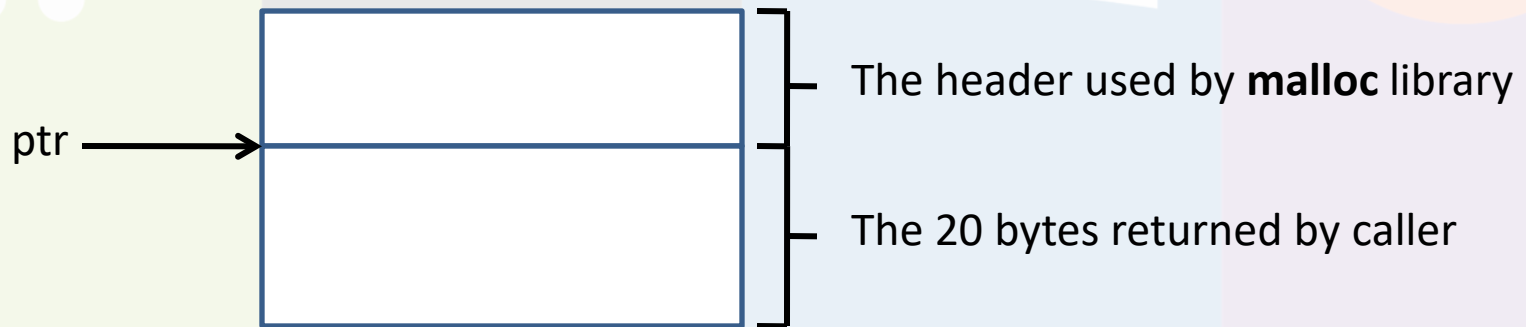 The header used by malloc library
ptr
The 20 bytes returned by caller